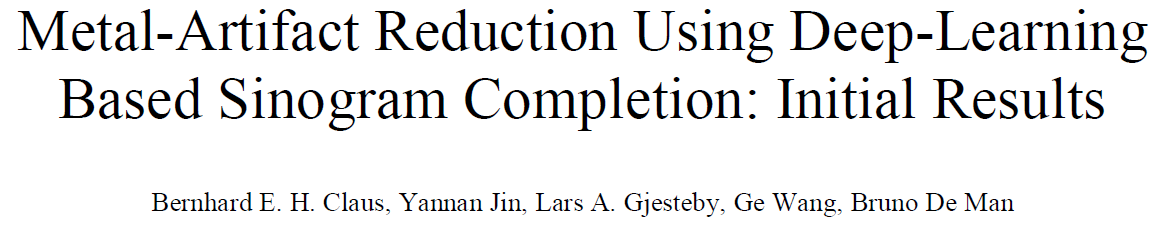 Metal-Artifact Reduction Using Deep-Learning
Based Sinogram Completion: Initial Results
Bernhard E. H. Claus, Yannan Jin, Lars A. Gjesteby, Ge Wang, Bruno De Man